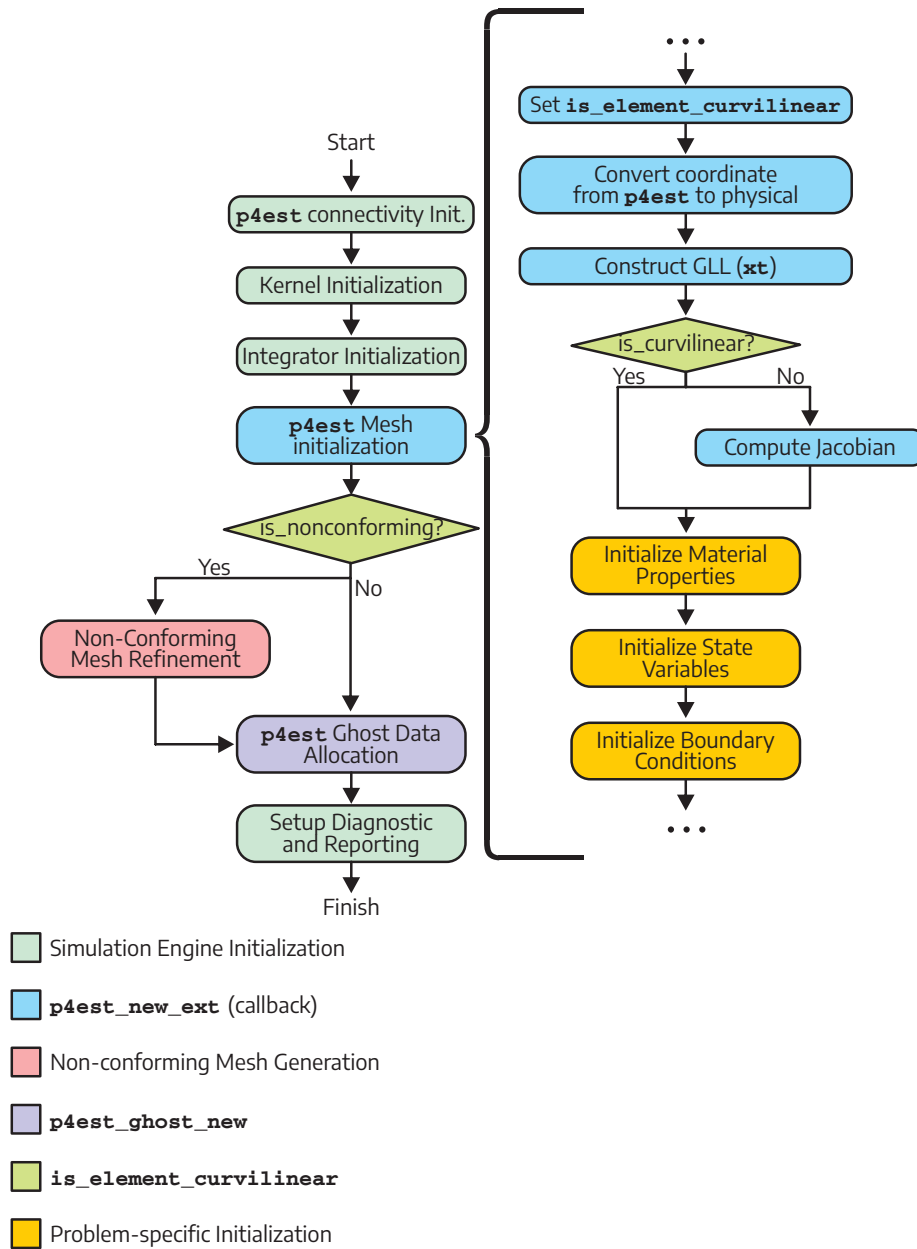 Start
p4est connectivity Init.
Kernel Initialization
Integrator Initialization
p4est Mesh
initialization
is_nonconforming?
Yes
No
Non-Conforming
Mesh Refinement
p4est Ghost Data
Allocation
Setup Diagnostic
and Reporting
Finish
...
Set is_element_curvilinear
Convert coordinate
from p4est to physical
Construct GLL (xt)
is_curvilinear?
Yes
No
Compute Jacobian
Initialize Material
Properties
Initialize State
Variables
Initialize Boundary
Conditions
...
Simulation Engine Initialization
p4est_new_ext (callback)
Non-conforming Mesh Generation
p4est_ghost_new
is_element_curvilinear
Problem-specific Initialization